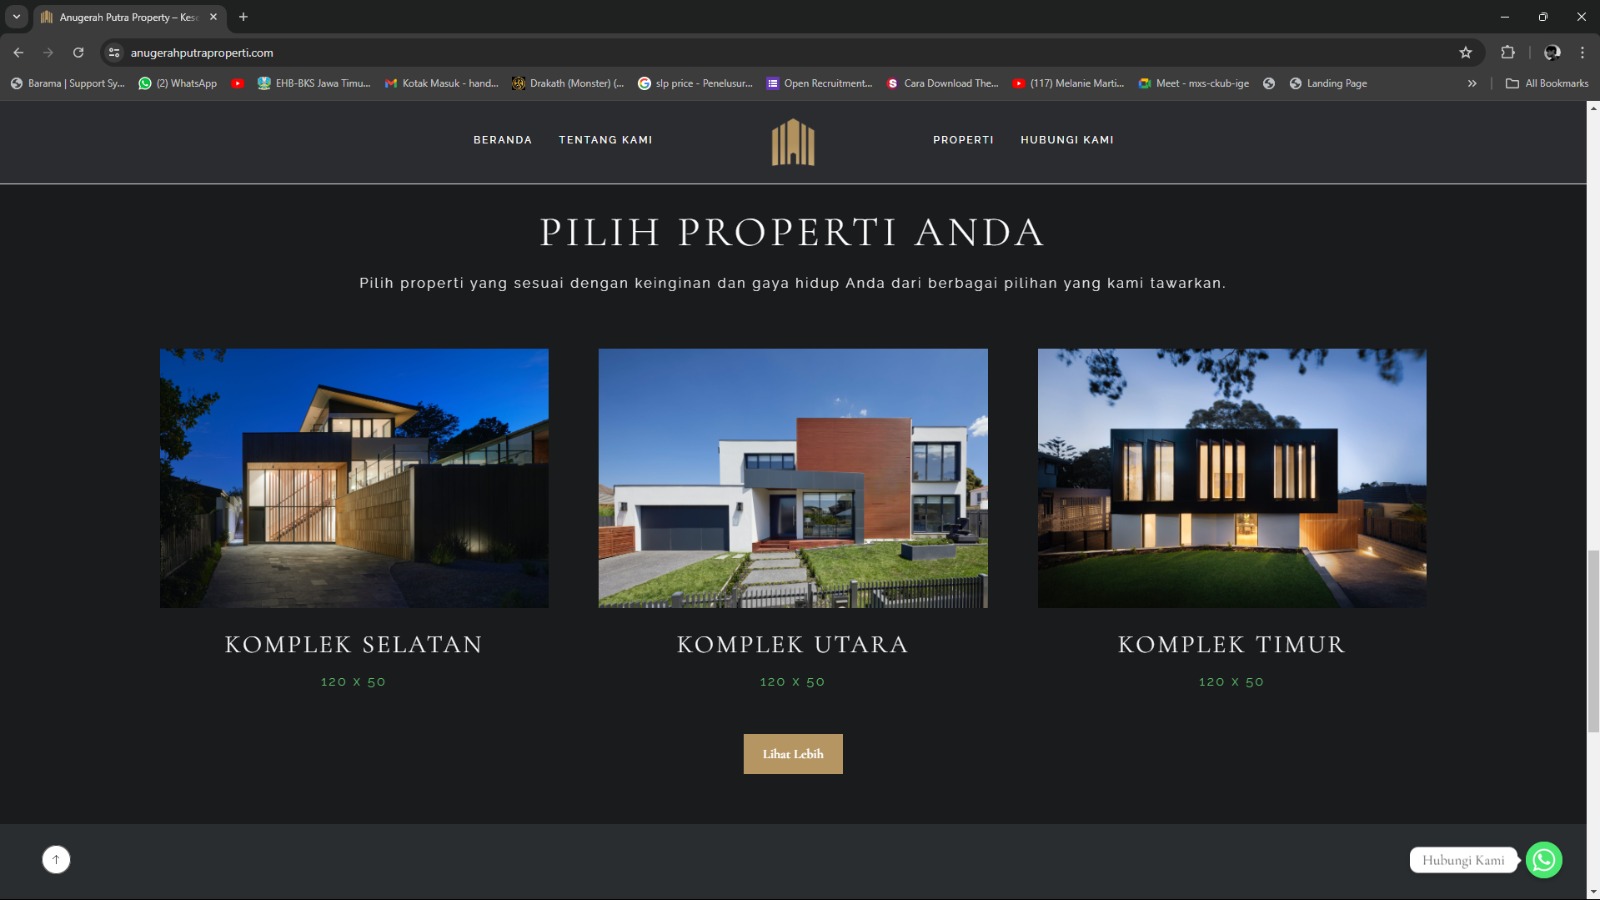 Anugerah Putra Property – Kes
anugerahputraproperti.com
Barama | Support Sy... (2) WhatsApp EHB-BKS Jawa Timu... Kotak Masuk - hand... Drakath (Monster) (... slp price - Penelusur... Open Recruitment... Cara Download The... (117) Melanie Marti... Meet - mxs-ckub-ige Landing Page » All Bookmarks
BERANDA TENTANG KAMI PROPERTI HUBUNGI KAMI
PILIH PROPERTI ANDA
Pilih properti yang sesuai dengan keinginan dan gaya hidup Anda dari berbagai pilihan yang kami tawarkan.
KOMPLEK SELATAN KOMPLEK UTARA KOMPLEK TIMUR
120 X 50 120 X 50 120 X 50
Lihat Lebih
Hubungi Kami